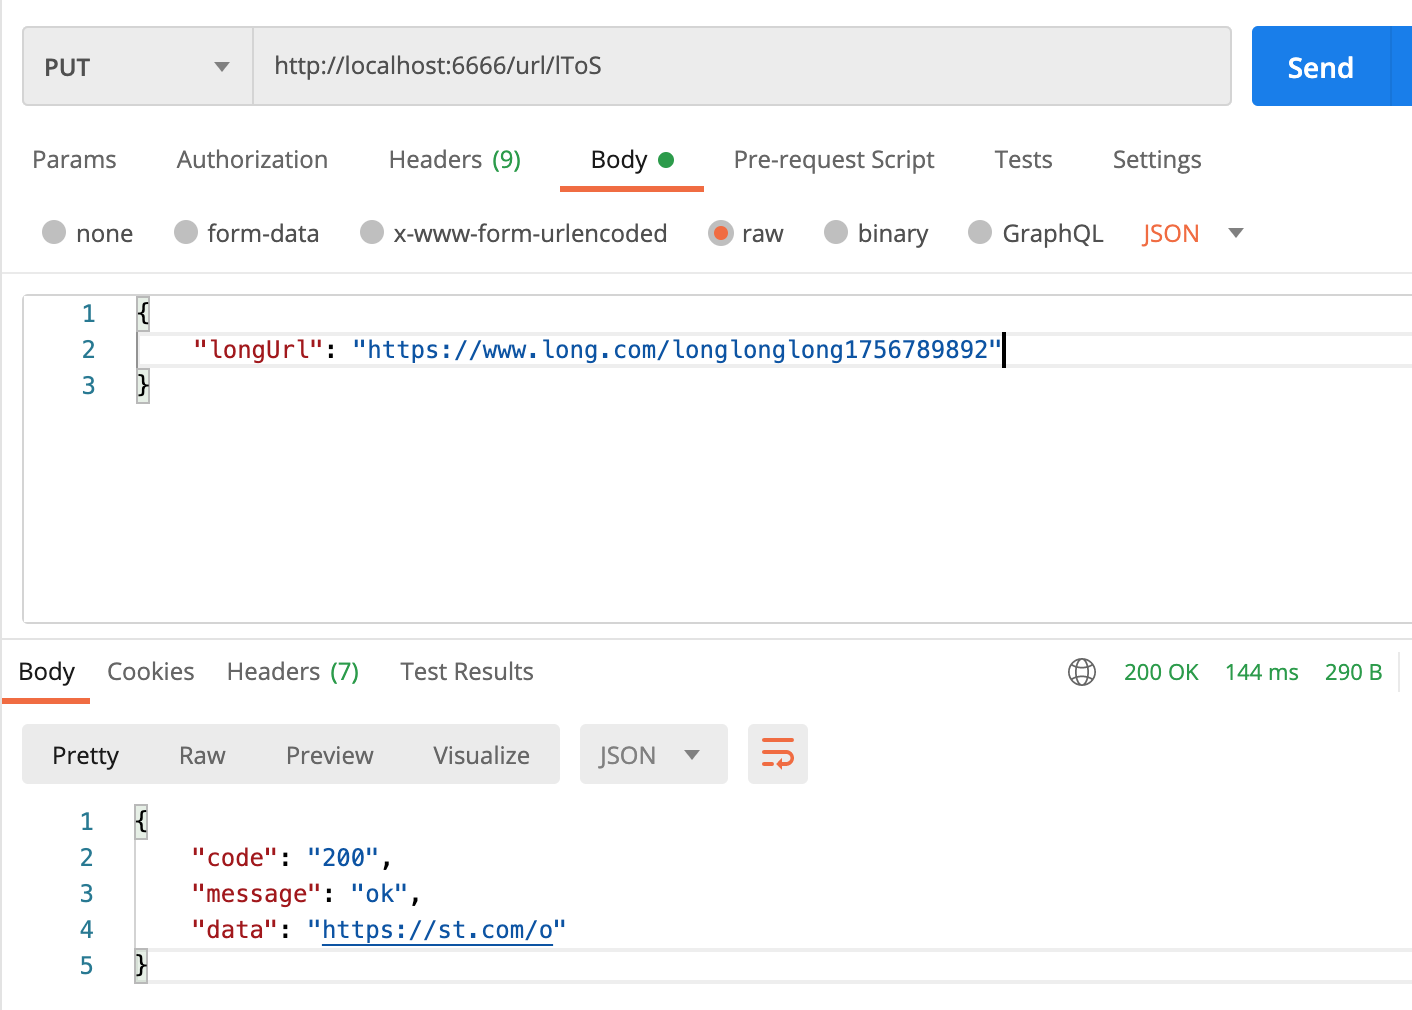 PUT http://localhost:6666/url/lToS Send
Params Authorization Headers (9) Body Pre-request Script Tests Settings
none form-data x-www-form-urlencoded raw binary GraphQL JSON
1 {
2 "longUrl": "https://www.long.com/longlonglong1756789892"
3 }
Body Cookies Headers (7) Test Results 200 OK 144 ms 290 B
Pretty Raw Preview Visualize JSON
1 {
2 "code": "200",
3 "message": "ok",
4 "data": "https://st.com/o"
5 }